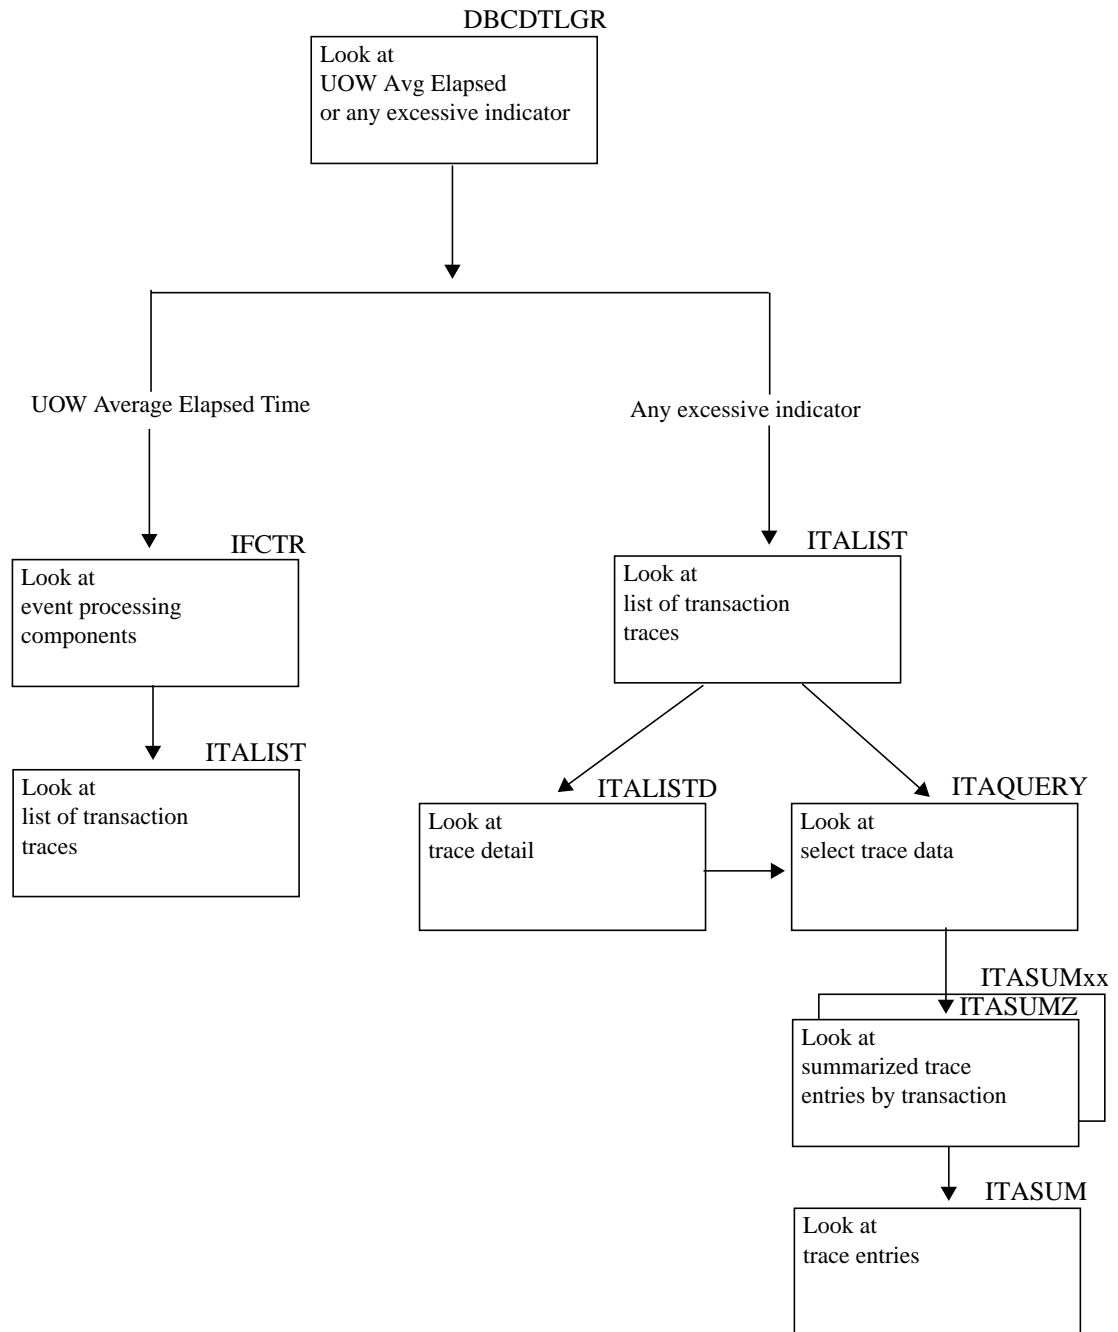 DBCDTLGR
Look at
UOW Avg Elapsed
or any excessive indicator
UOW Average Elapsed Time
Any excessive indicator
IFCTR
Look at
event processing
components
ITALIST
Look at
list of transaction
traces
ITALIST
Look at
list of transaction
traces
ITALISTD
Look at
trace detail
ITAQUERY
Look at
select trace data
ITASUMxx
ITASUMZ
Look at
summarized trace
entries by transaction
ITASUM
Look at
trace entries